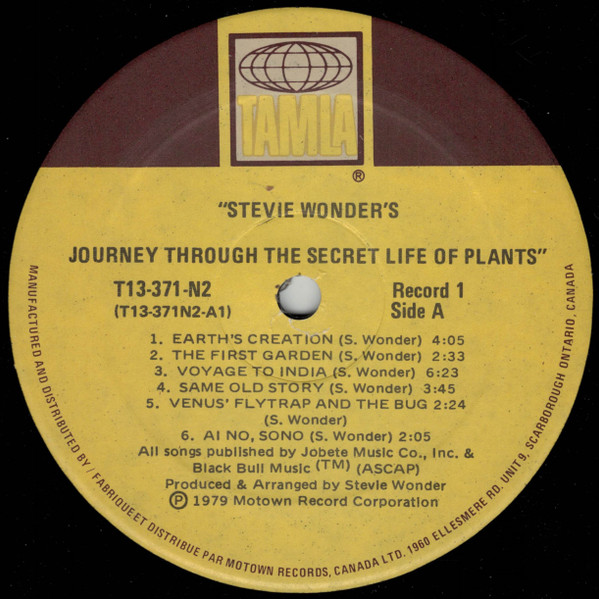 TAMLA
®
"STEVIE WONDER'S
JOURNEY THROUGH THE SECRET LIFE OF PLANTS"
T13-371-N2
(T13-371N2-A1)
Record 1
Side A
1. EARTH'S CREATION (S. Wonder) 4:05
2. THE FIRST GARDEN (S. Wonder) 2:33
3. VOYAGE TO INDIA (S. Wonder) 6:23
4. SAME OLD STORY (S. Wonder) 3:45
5. VENUS' FLYTRAP AND THE BUG 2:24
(S. Wonder)
6. AI NO, SONO (S. Wonder) 2:05
All songs published by Jobete Music Co., Inc. &
Black Bull Music (TM) (ASCAP)
Produced & Arranged by Stevie Wonder
℗ 1979 Motown Record Corporation
MANUFACTURED AND DISTRIBUTED BY / FABRIQUE ET DISTRIBUE PAR MOTOWN RECORDS, CANADA LTD. 1960 ELLESMERE RD. UNIT 9, SCARBOROUGH ONTARIO, CANADA